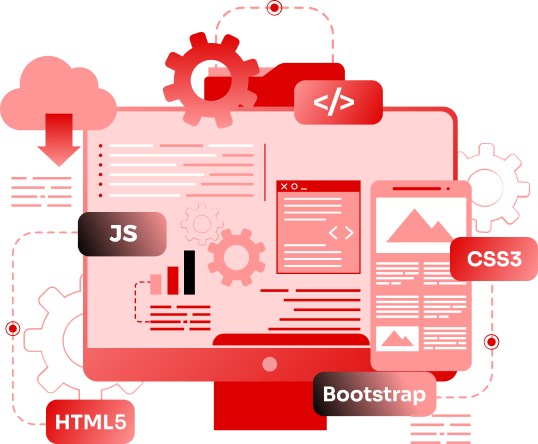 </>
JS
< >
CSS3
Bootstrap
HTML5